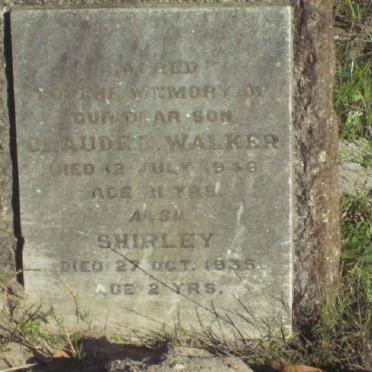 SACRED
TO THE MEMORY OF
OUR DEAR SON
CLAUDE WALKER
DIED 12 JULY 1946
AGE 21 YRS.
ALSO
SHIRLEY
DIED 27 OCT. 1935.
AGE 2 YRS.